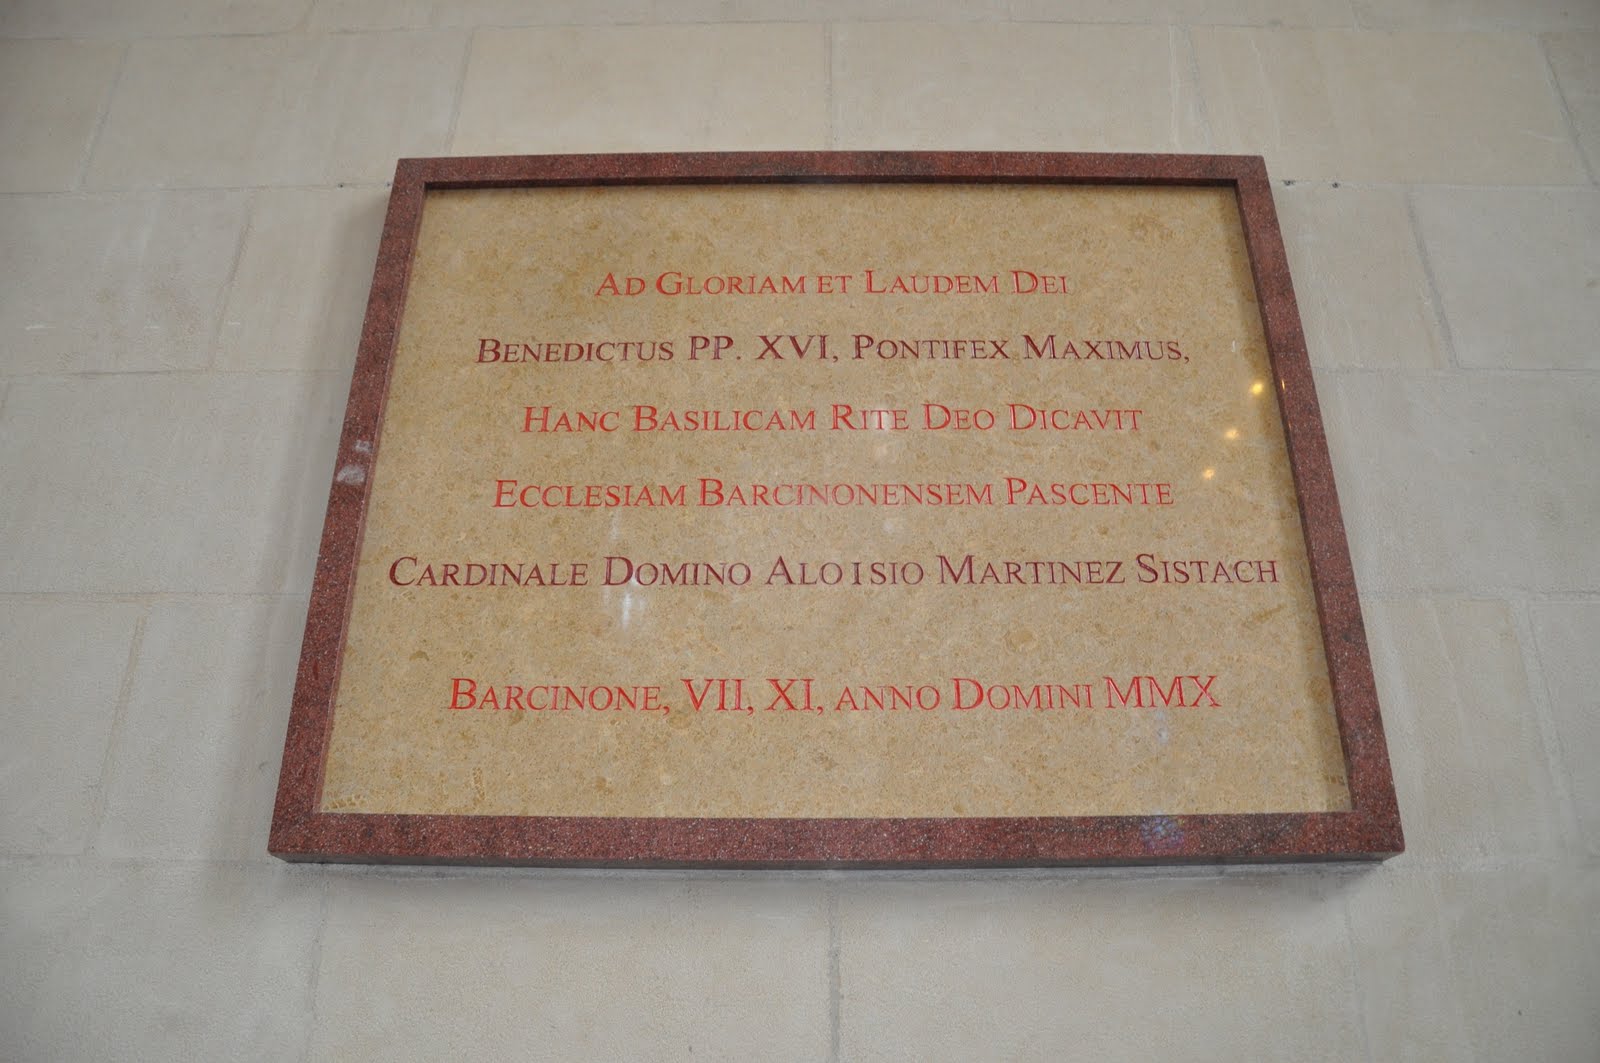 Ad Gloriam et Laudem Dei
Benedictus PP. XVI, Pontifex Maximus,
Hanc Basilicam Rite Deo Dicavit
Ecclesiam Barcinonensem Pascente
Cardinale Domino Aloisio Martinez Sistach
Barcinone, VII, XI, anno Domini MMX